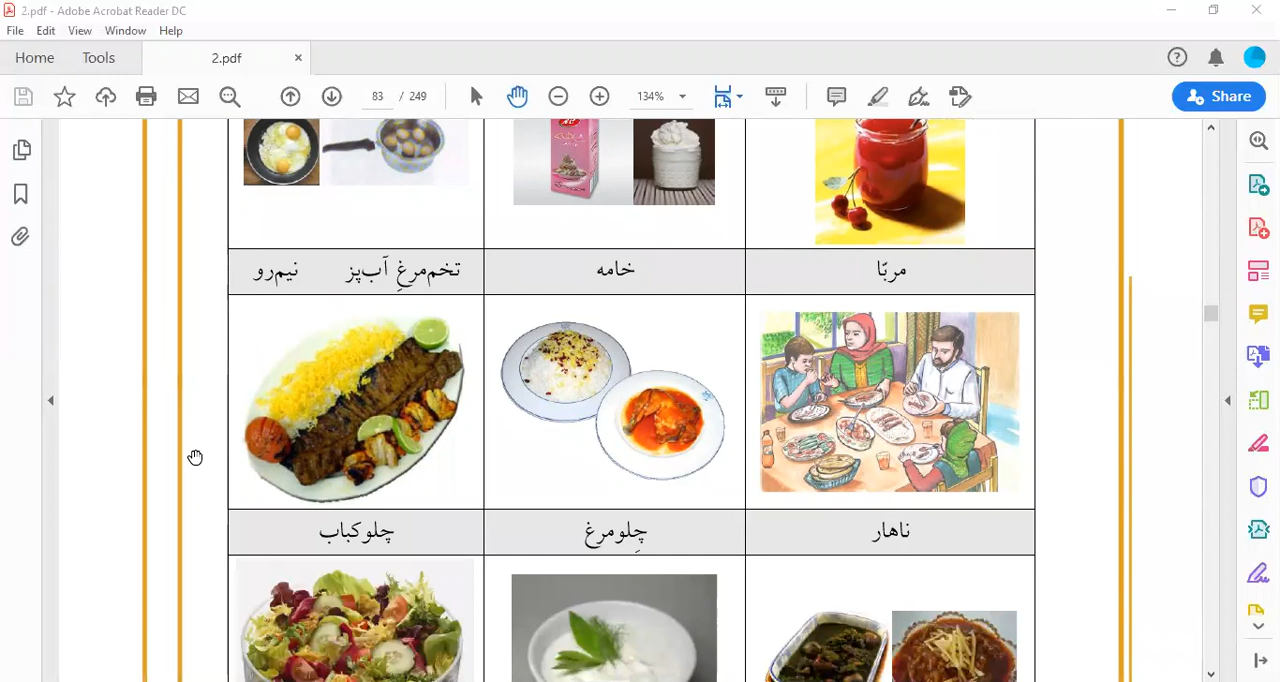 2.pdf - Adobe Acrobat Reader DC
File Edit View Window Help
Home Tools 2.pdf ×
83 / 249 134% Share
مربّا خامه تخم‌مرغِ آب‌پز نیم‌رو
ناهار چِلومرغ چلوکباب